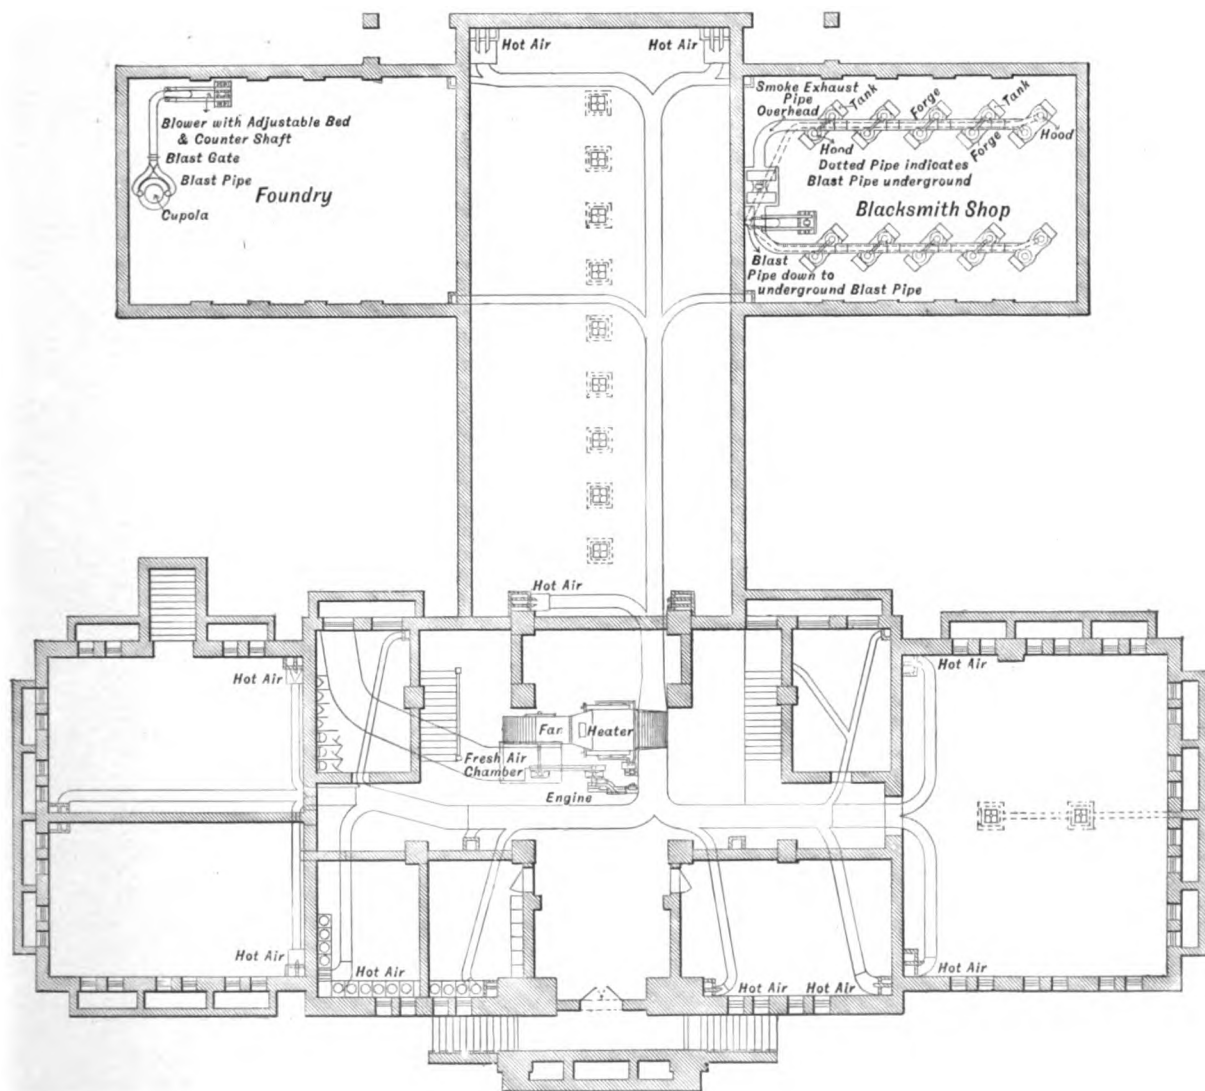 Hot Air
Hot Air
Blower with Adjustable Bed
& Counter Shaft
Blast Gate
Blast Pipe
Foundry
Cupola
Smoke Exhaust
Pipe
Overhead
Tank
Forge
Tank
Hood
Hood
Forge
Dotted Pipe indicates
Blast Pipe underground
Blacksmith Shop
Blast
Pipe down to
underground Blast Pipe
Hot Air
Hot Air
Hot Air
Fan
Heater
Fresh Air
Chamber
Engine
Hot Air
Hot Air
Hot Air
Hot Air
Hot Air